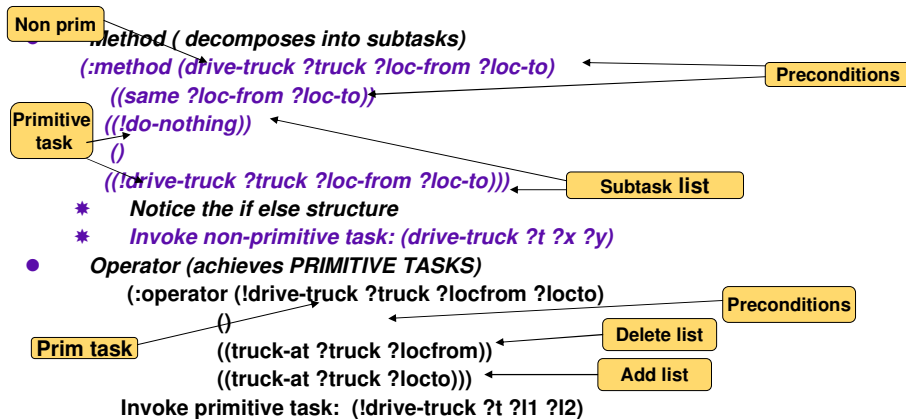 Non prim
Method ( decomposes into subtasks)
(:method (drive-truck ?truck ?loc-from ?loc-to)
Preconditions
((same ?loc-from ?loc-to))
Primitive task
((!do-nothing))
()
((!drive-truck ?truck ?loc-from ?loc-to)))
Subtask list
Notice the if else structure
Invoke non-primitive task: (drive-truck ?t ?x ?y)
Operator (achieves PRIMITIVE TASKS)
(:operator (!drive-truck ?truck ?locfrom ?locto)
Preconditions
()
Delete list
Prim task
((truck-at ?truck ?locfrom))
((truck-at ?truck ?locto)))
Add list
Invoke primitive task: (!drive-truck ?t ?l1 ?l2)